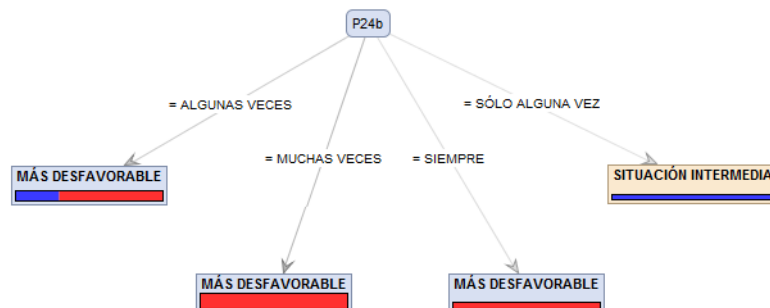 P24b
= ALGUNAS VECES
= SÓLO ALGUNA VEZ
= MUCHAS VECES
= SIEMPRE
MÁS DESFAVORABLE
SITUACIÓN INTERMEDIA
MÁS DESFAVORABLE
MÁS DESFAVORABLE